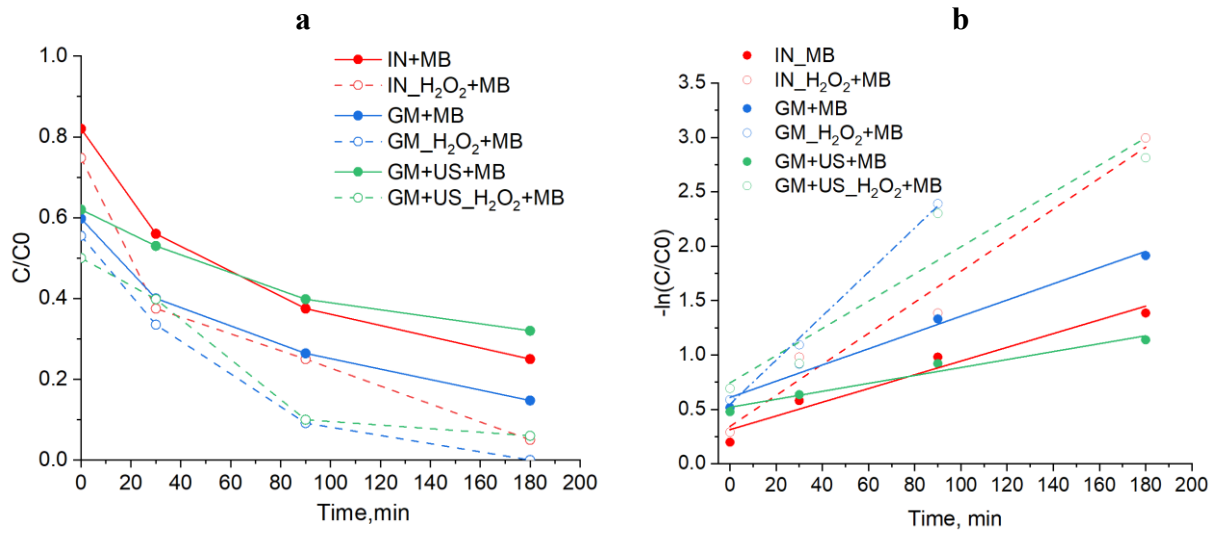 a
b
IN+MB
IN_H₂O₂+MB
GM+MB
GM_H₂O₂+MB
GM+US+MB
GM+US_H₂O₂+MB
C/C0
1.0
0.8
0.6
0.4
0.2
0.0
0 20 40 60 80 100 120 140 160 180 200
Time,min
IN_MB
IN_H₂O₂+MB
GM+MB
GM_H₂O₂+MB
GM+US+MB
GM+US_H₂O₂+MB
-ln(C/C0)
3.5
3.0
2.5
2.0
1.5
1.0
0.5
0.0
0 20 40 60 80 100 120 140 160 180 200
Time, min